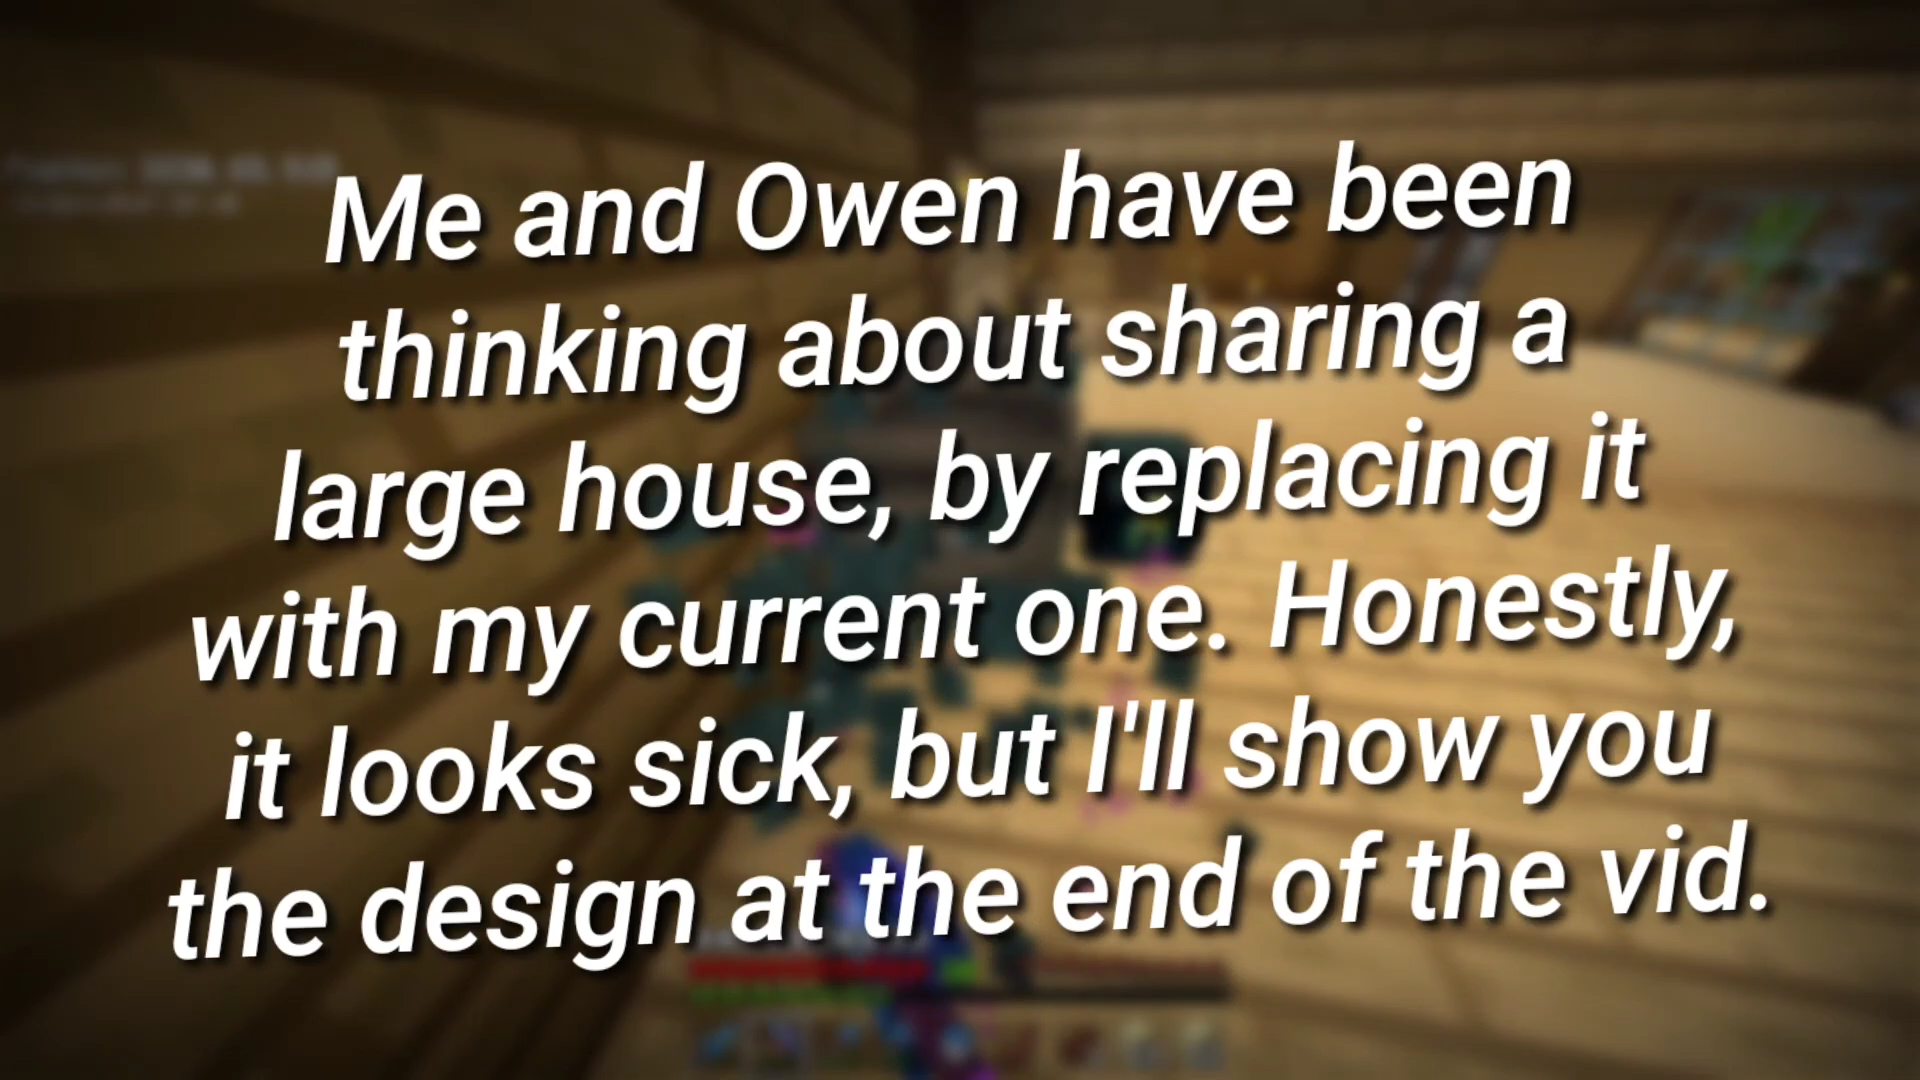 Me and Owen have been
thinking about sharing a
large house, by replacing it
with my current one. Honestly,
it looks sick, but I'll show you
the design at the end of the vid.